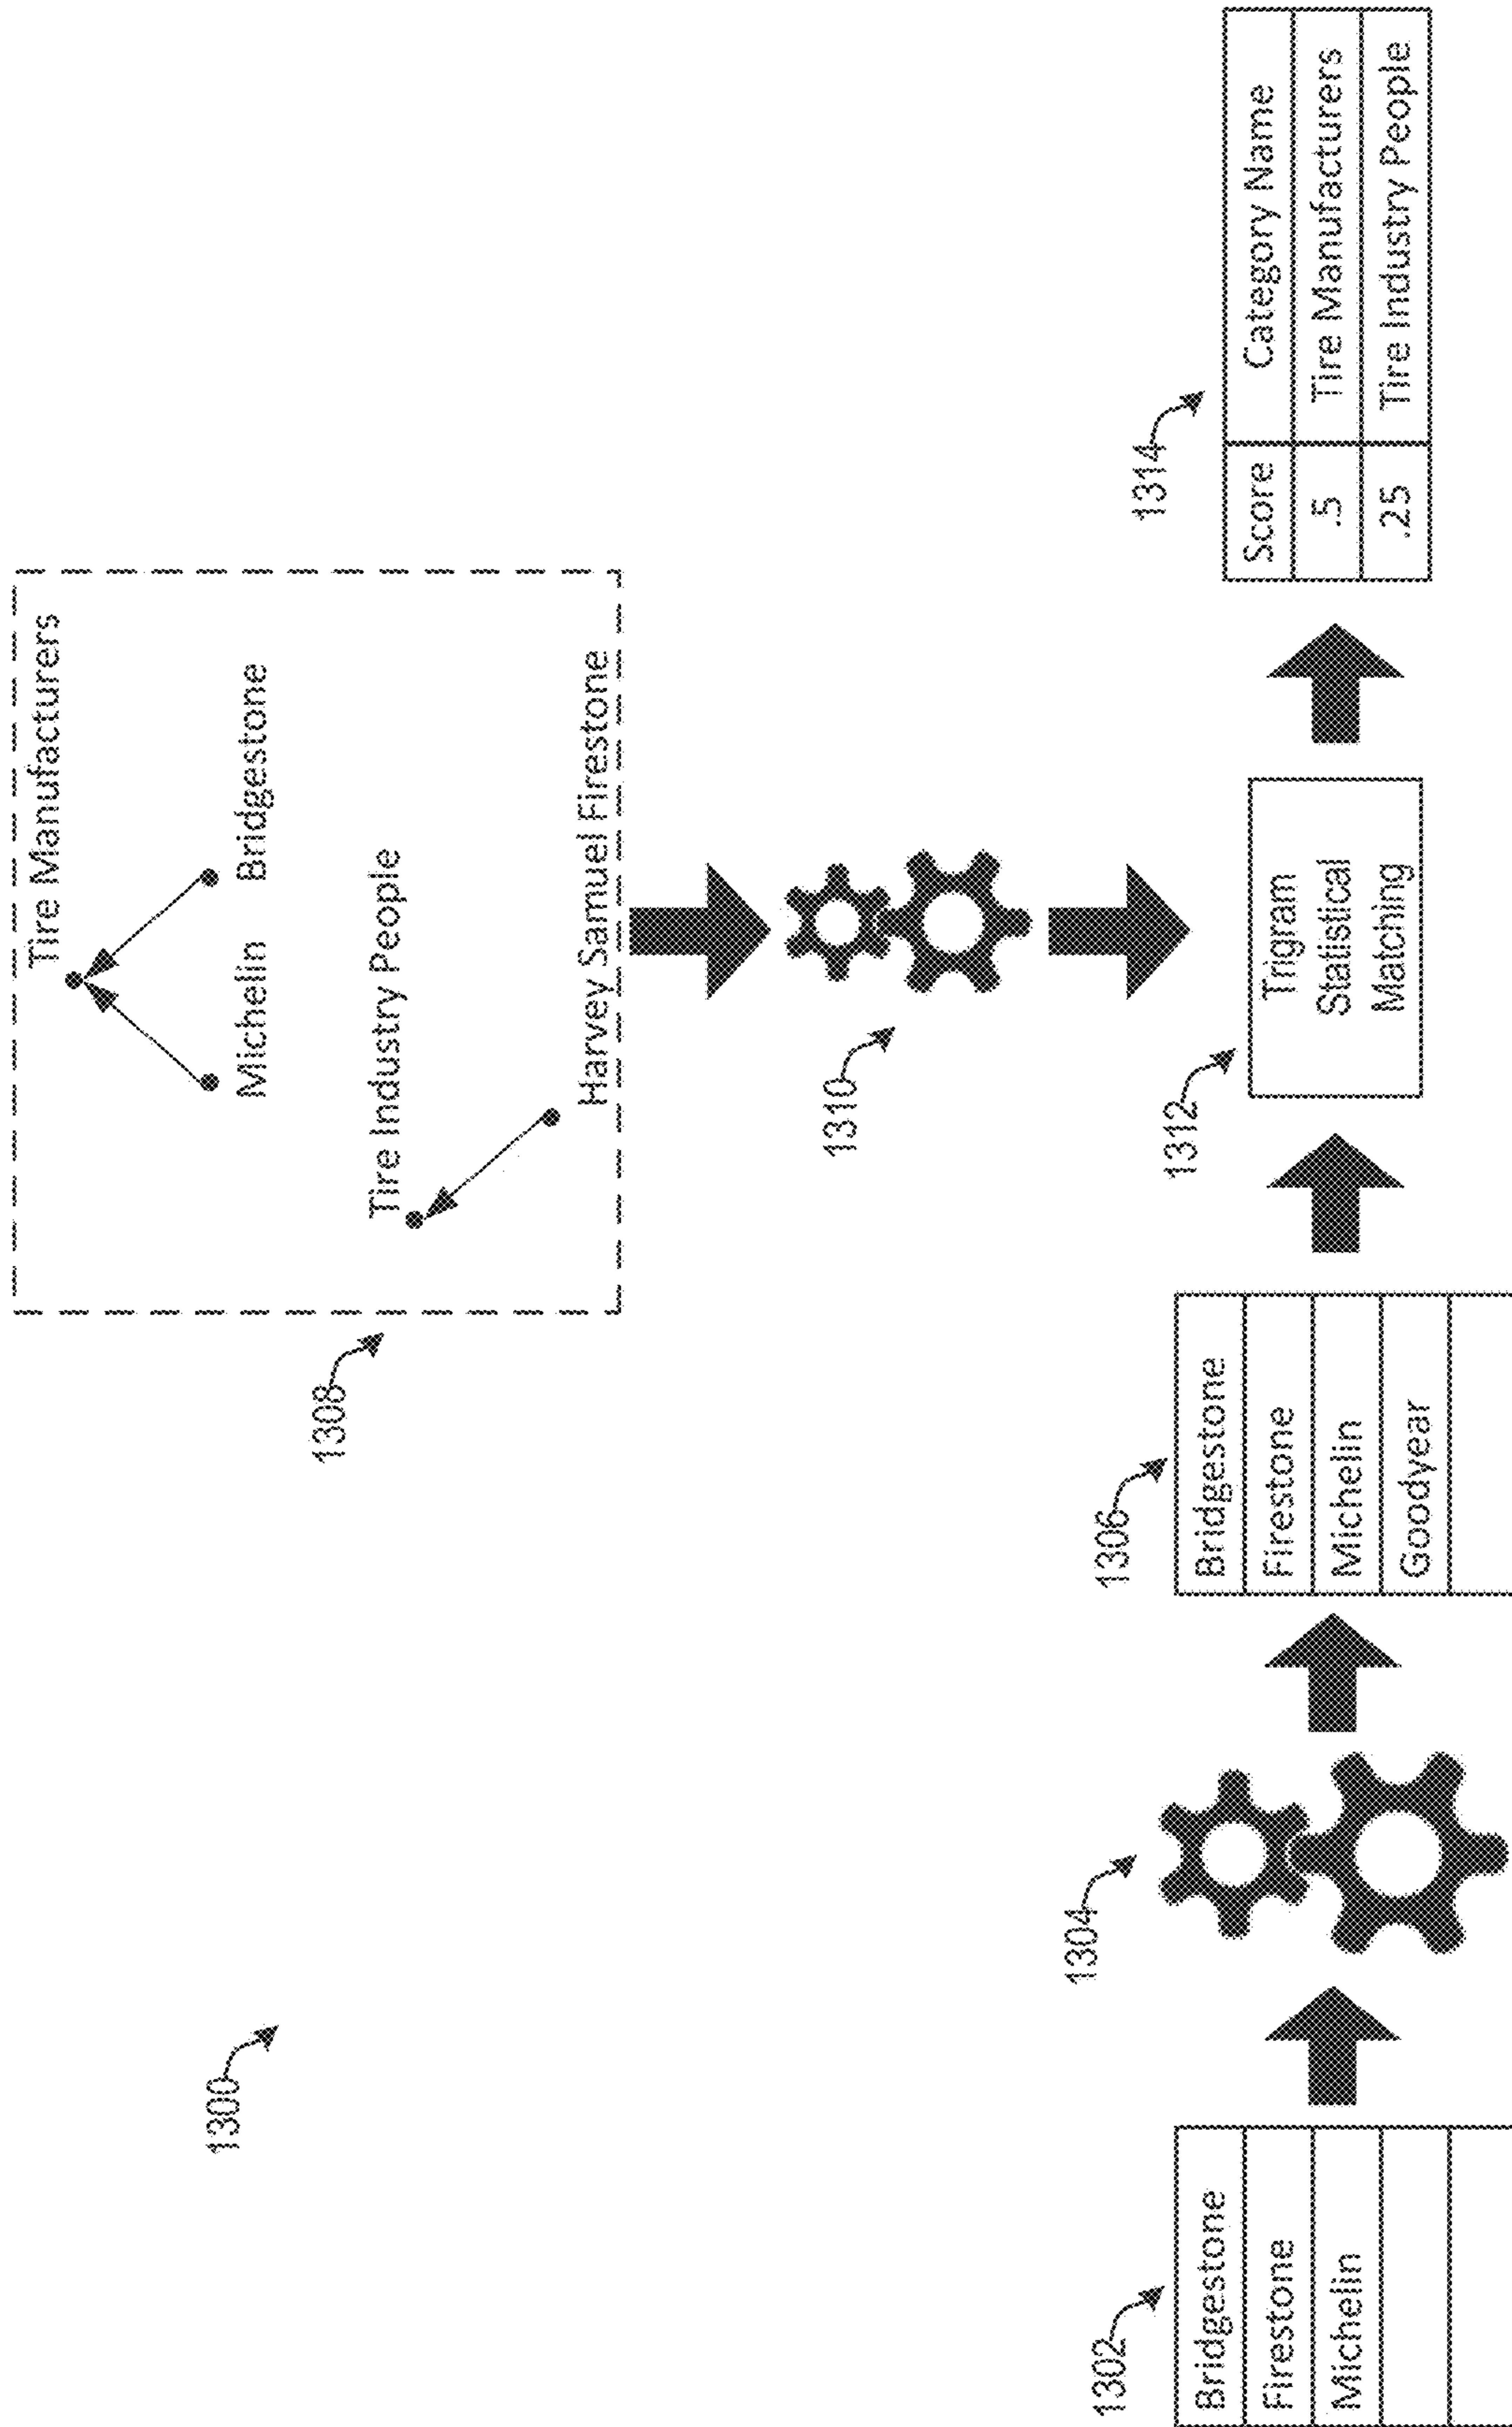 1300
1308
Tire Manufacturers
Michelin
Bridgestone
Tire Industry People
Harvey Samuel Firestone
1310
1302
Bridgestone
Firestone
Michelin
1304
1306
Bridgestone
Firestone
Michelin
Goodyear
1312
Trigram
Statistical
Matching
1314
Score Category Name
.5 Tire Manufacturers
.25 Tire Industry People